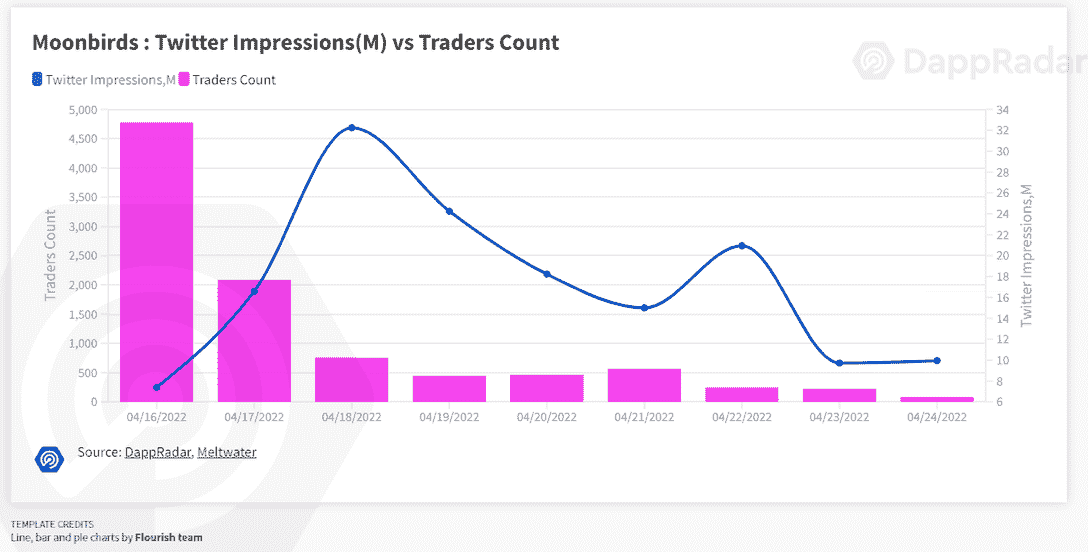 Moonbirds : Twitter Impressions(M) vs Traders Count
DappRadar
Twitter Impressions,M Traders Count
5,000
4,500
4,000
3,500
3,000
2,500
2,000
1,500
1,000
500
0
Traders Count
34
32
30
28
26
24
22
20
18
16
14
12
10
8
6
Twitter Impressions,M
04/16/2022 04/17/2022 04/18/2022 04/19/2022 04/20/2022 04/21/2022 04/22/2022 04/23/2022 04/24/2022
Source: DappRadar, Meltwater
TEMPLATE CREDITS
Line, bar and pie charts by Flourish team